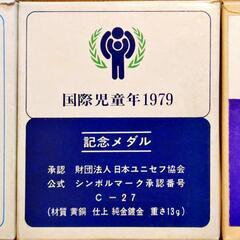 国際児童年1979
記念メダル
承認 財団法人 日本ユニセフ協会
公式 シンボルマーク承認番号
C－27
(材質 黄銅 仕上 純金鍍金 重さ13g)